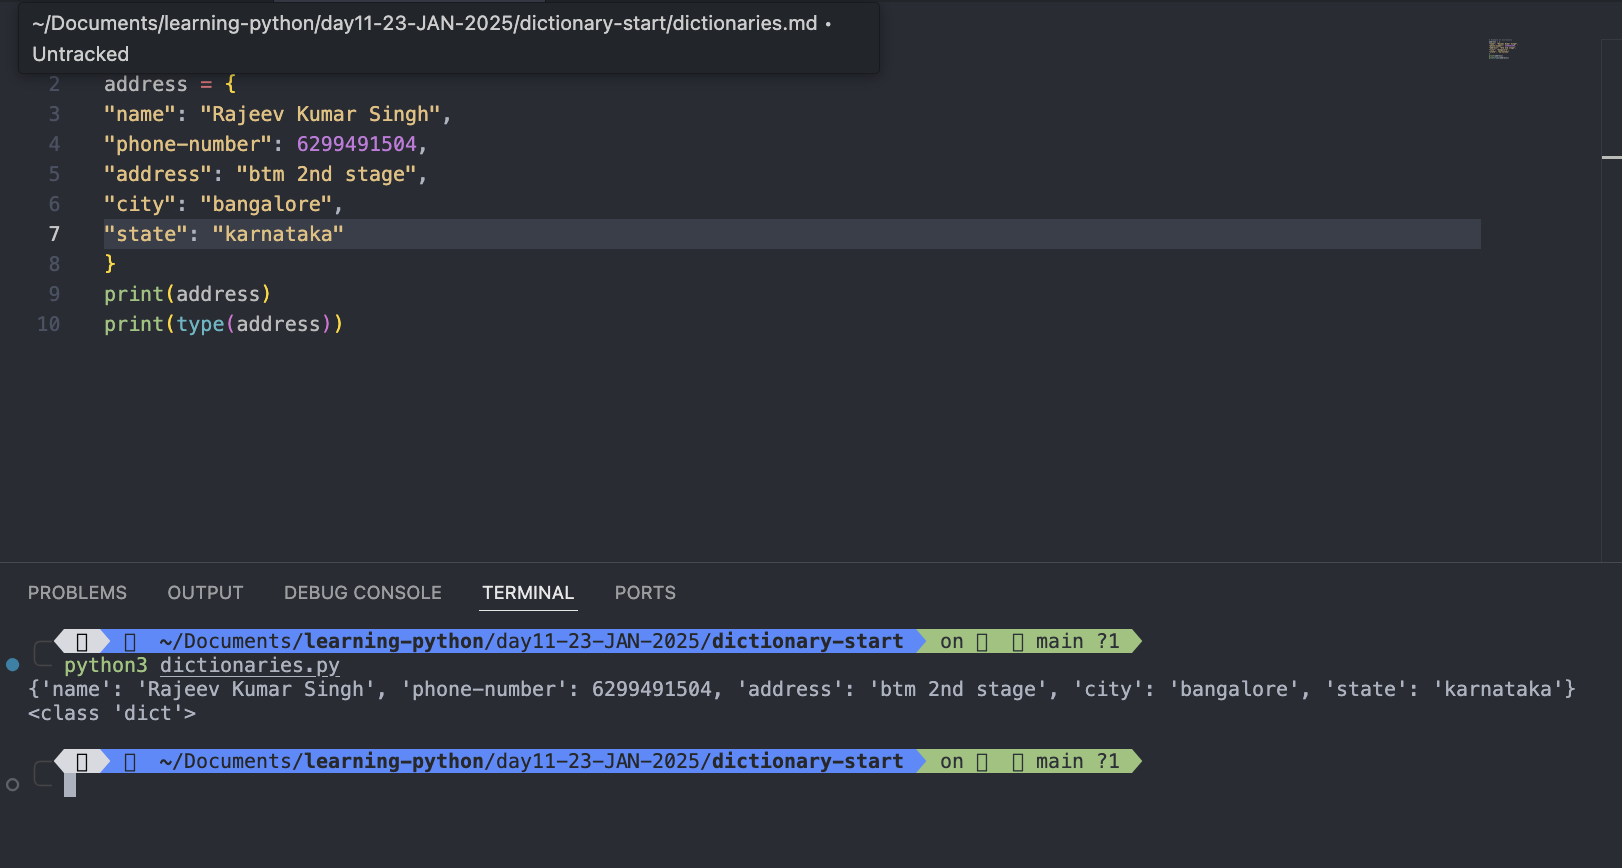 ~/Documents/learning-python/day11-23-JAN-2025/dictionary-start/dictionaries.md •
Untracked
2 address = {
3 "name": "Rajeev Kumar Singh",
4 "phone-number": 6299491504,
5 "address": "btm 2nd stage",
6 "city": "bangalore",
7 "state": "karnataka"
8 }
9 print(address)
10 print(type(address))
PROBLEMS OUTPUT DEBUG CONSOLE TERMINAL PORTS
~/Documents/learning-python/day11-23-JAN-2025/dictionary-start on main ?1
python3 dictionaries.py
{'name': 'Rajeev Kumar Singh', 'phone-number': 6299491504, 'address': 'btm 2nd stage', 'city': 'bangalore', 'state': 'karnataka'}
<class 'dict'>
~/Documents/learning-python/day11-23-JAN-2025/dictionary-start on main ?1